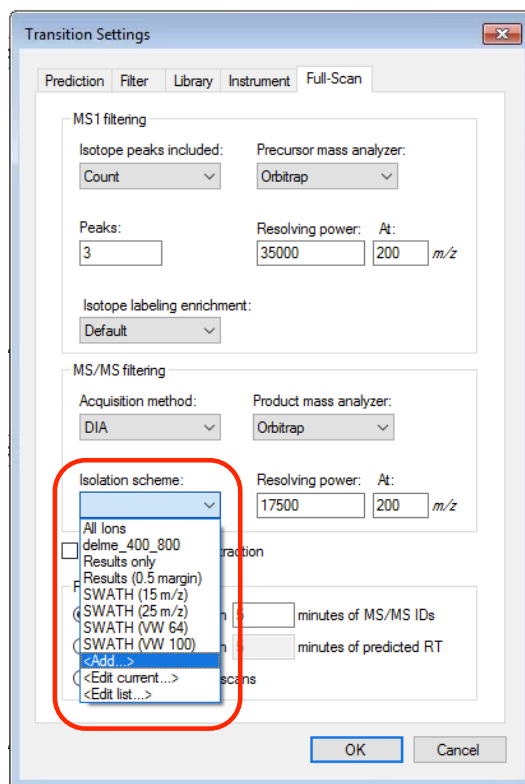 Transition Settings
Prediction Filter Library Instrument Full-Scan
MS1 filtering
Isotope peaks included: Precursor mass analyzer:
Count Orbitrap
Peaks: Resolving power: At:
3 35000 200 m/z
Isotope labeling enrichment:
Default
MS/MS filtering
Acquisition method: Product mass analyzer:
DIA Orbitrap
Isolation scheme: Resolving power: At:
17500 200 m/z
All Ions
delme_400_800
Results only
Results (0.5 margin)
SWATH (15 m/z)
SWATH (25 m/z) minutes of MS/MS IDs
SWATH (VW 64)
SWATH (VW 100) minutes of predicted RT
<Add...>
<Edit current...> scans
<Edit list...>
OK Cancel